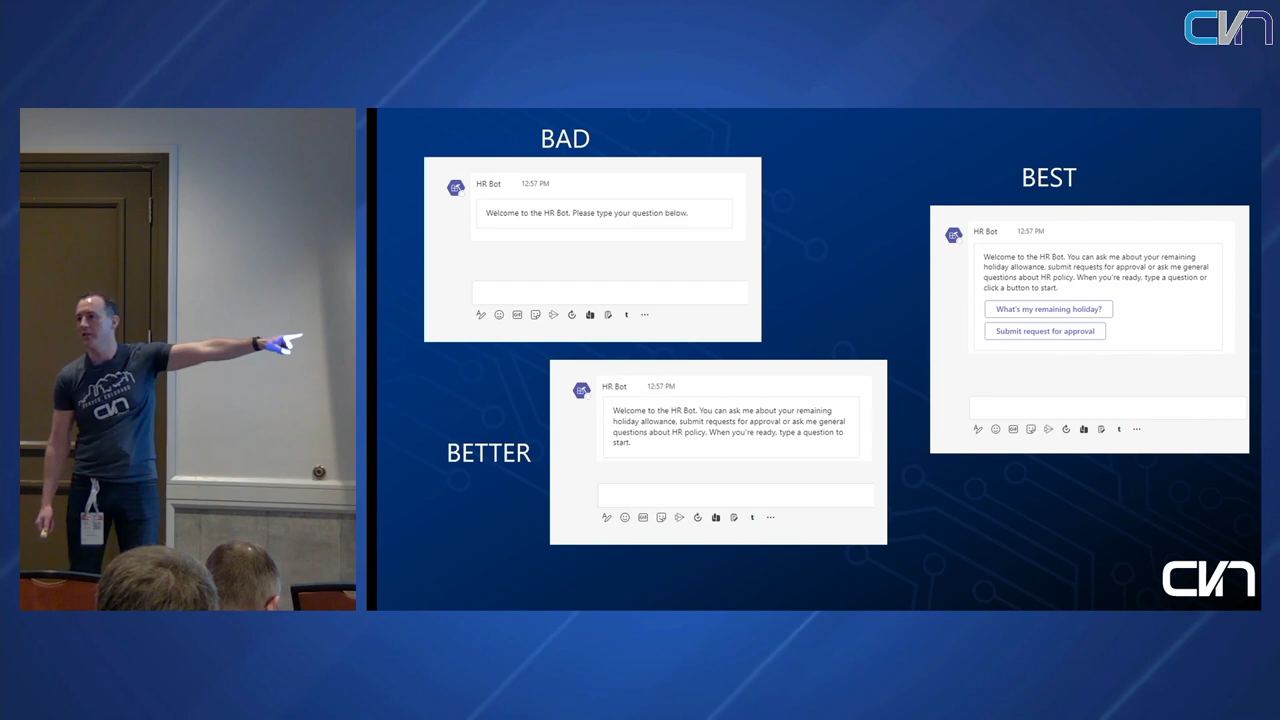 CVN
BAD
HR Bot 12:57 PM
Welcome to the HR Bot. Please type your question below.
BETTER
HR Bot 12:57 PM
Welcome to the HR Bot. You can ask me about your remaining
holiday allowance, submit requests for approval or ask me general
questions about HR policy. When you're ready, type a question to
start.
BEST
HR Bot 12:57 PM
Welcome to the HR Bot. You can ask me about your remaining
holiday allowance, submit requests for approval or ask me general
questions about HR policy. When you're ready, type a question or
click a button to start.
What's my remaining holiday?
Submit request for approval
CVN
CVN